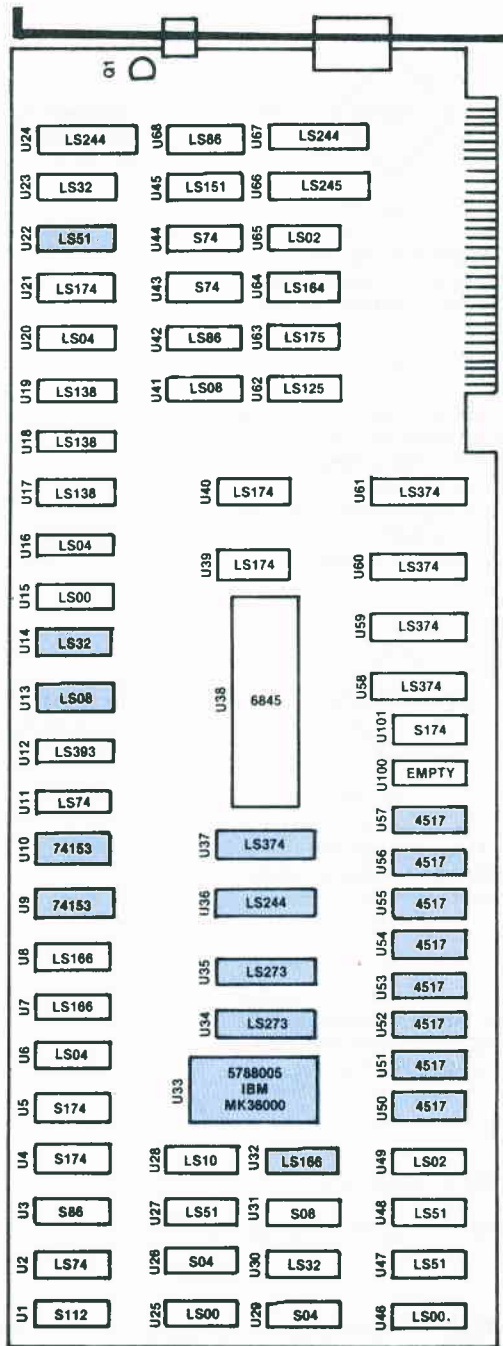 Q1
U24 LS244 U68 LS86 U67 LS244
U23 LS32 U45 LS151 U66 LS245
U22 LS51 U44 S74 U65 LS02
U21 LS174 U43 S74 U64 LS164
U20 LS04 U42 LS86 U63 LS175
U19 LS138 U41 LS08 U62 LS125
U18 LS138
U17 LS138 U40 LS174 U61 LS374
U16 LS04 U39 LS174 U60 LS374
U15 LS00 U59 LS374
U14 LS32
U13 LS08 U38 6845 U58 LS374
U101 S174
U12 LS393 U100 EMPTY
U11 LS74 U57 4517
U10 74153 U37 LS374 U56 4517
U9 74153 U36 LS244 U55 4517
U54 4517
U8 LS166 U35 LS273 U53 4517
U7 LS166 U34 LS273 U52 4517
U6 LS04 U33 5788005 U51 4517
IBM
MK36000
U5 S174 U50 4517
U4 S174 U28 LS10 U32 LS166 U49 LS02
U3 S86 U27 LS51 U31 S08 U48 LS51
U2 LS74 U26 S04 U30 LS32 U47 LS51
U1 S112 U25 LS00 U29 S04 U46 LS00.